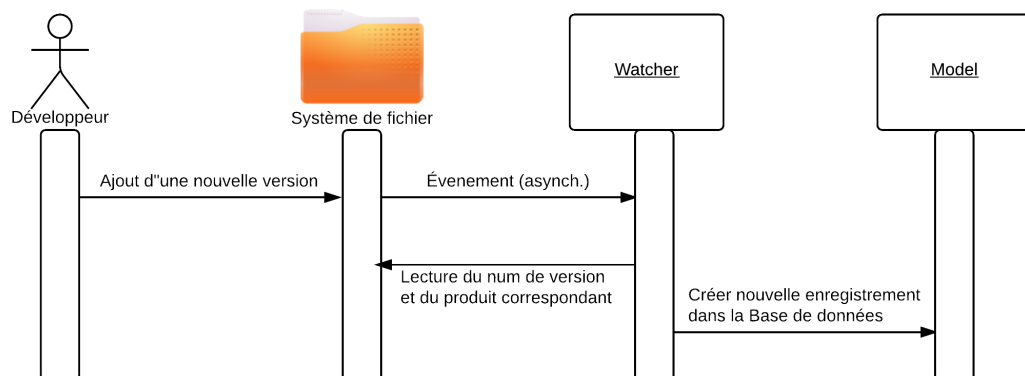 Watcher
Model
Développeur
Système de fichier
Ajout d"une nouvelle version
Évenement (asynch.)
Lecture du num de version
et du produit correspondant
Créer nouvelle enregistrement
dans la Base de données